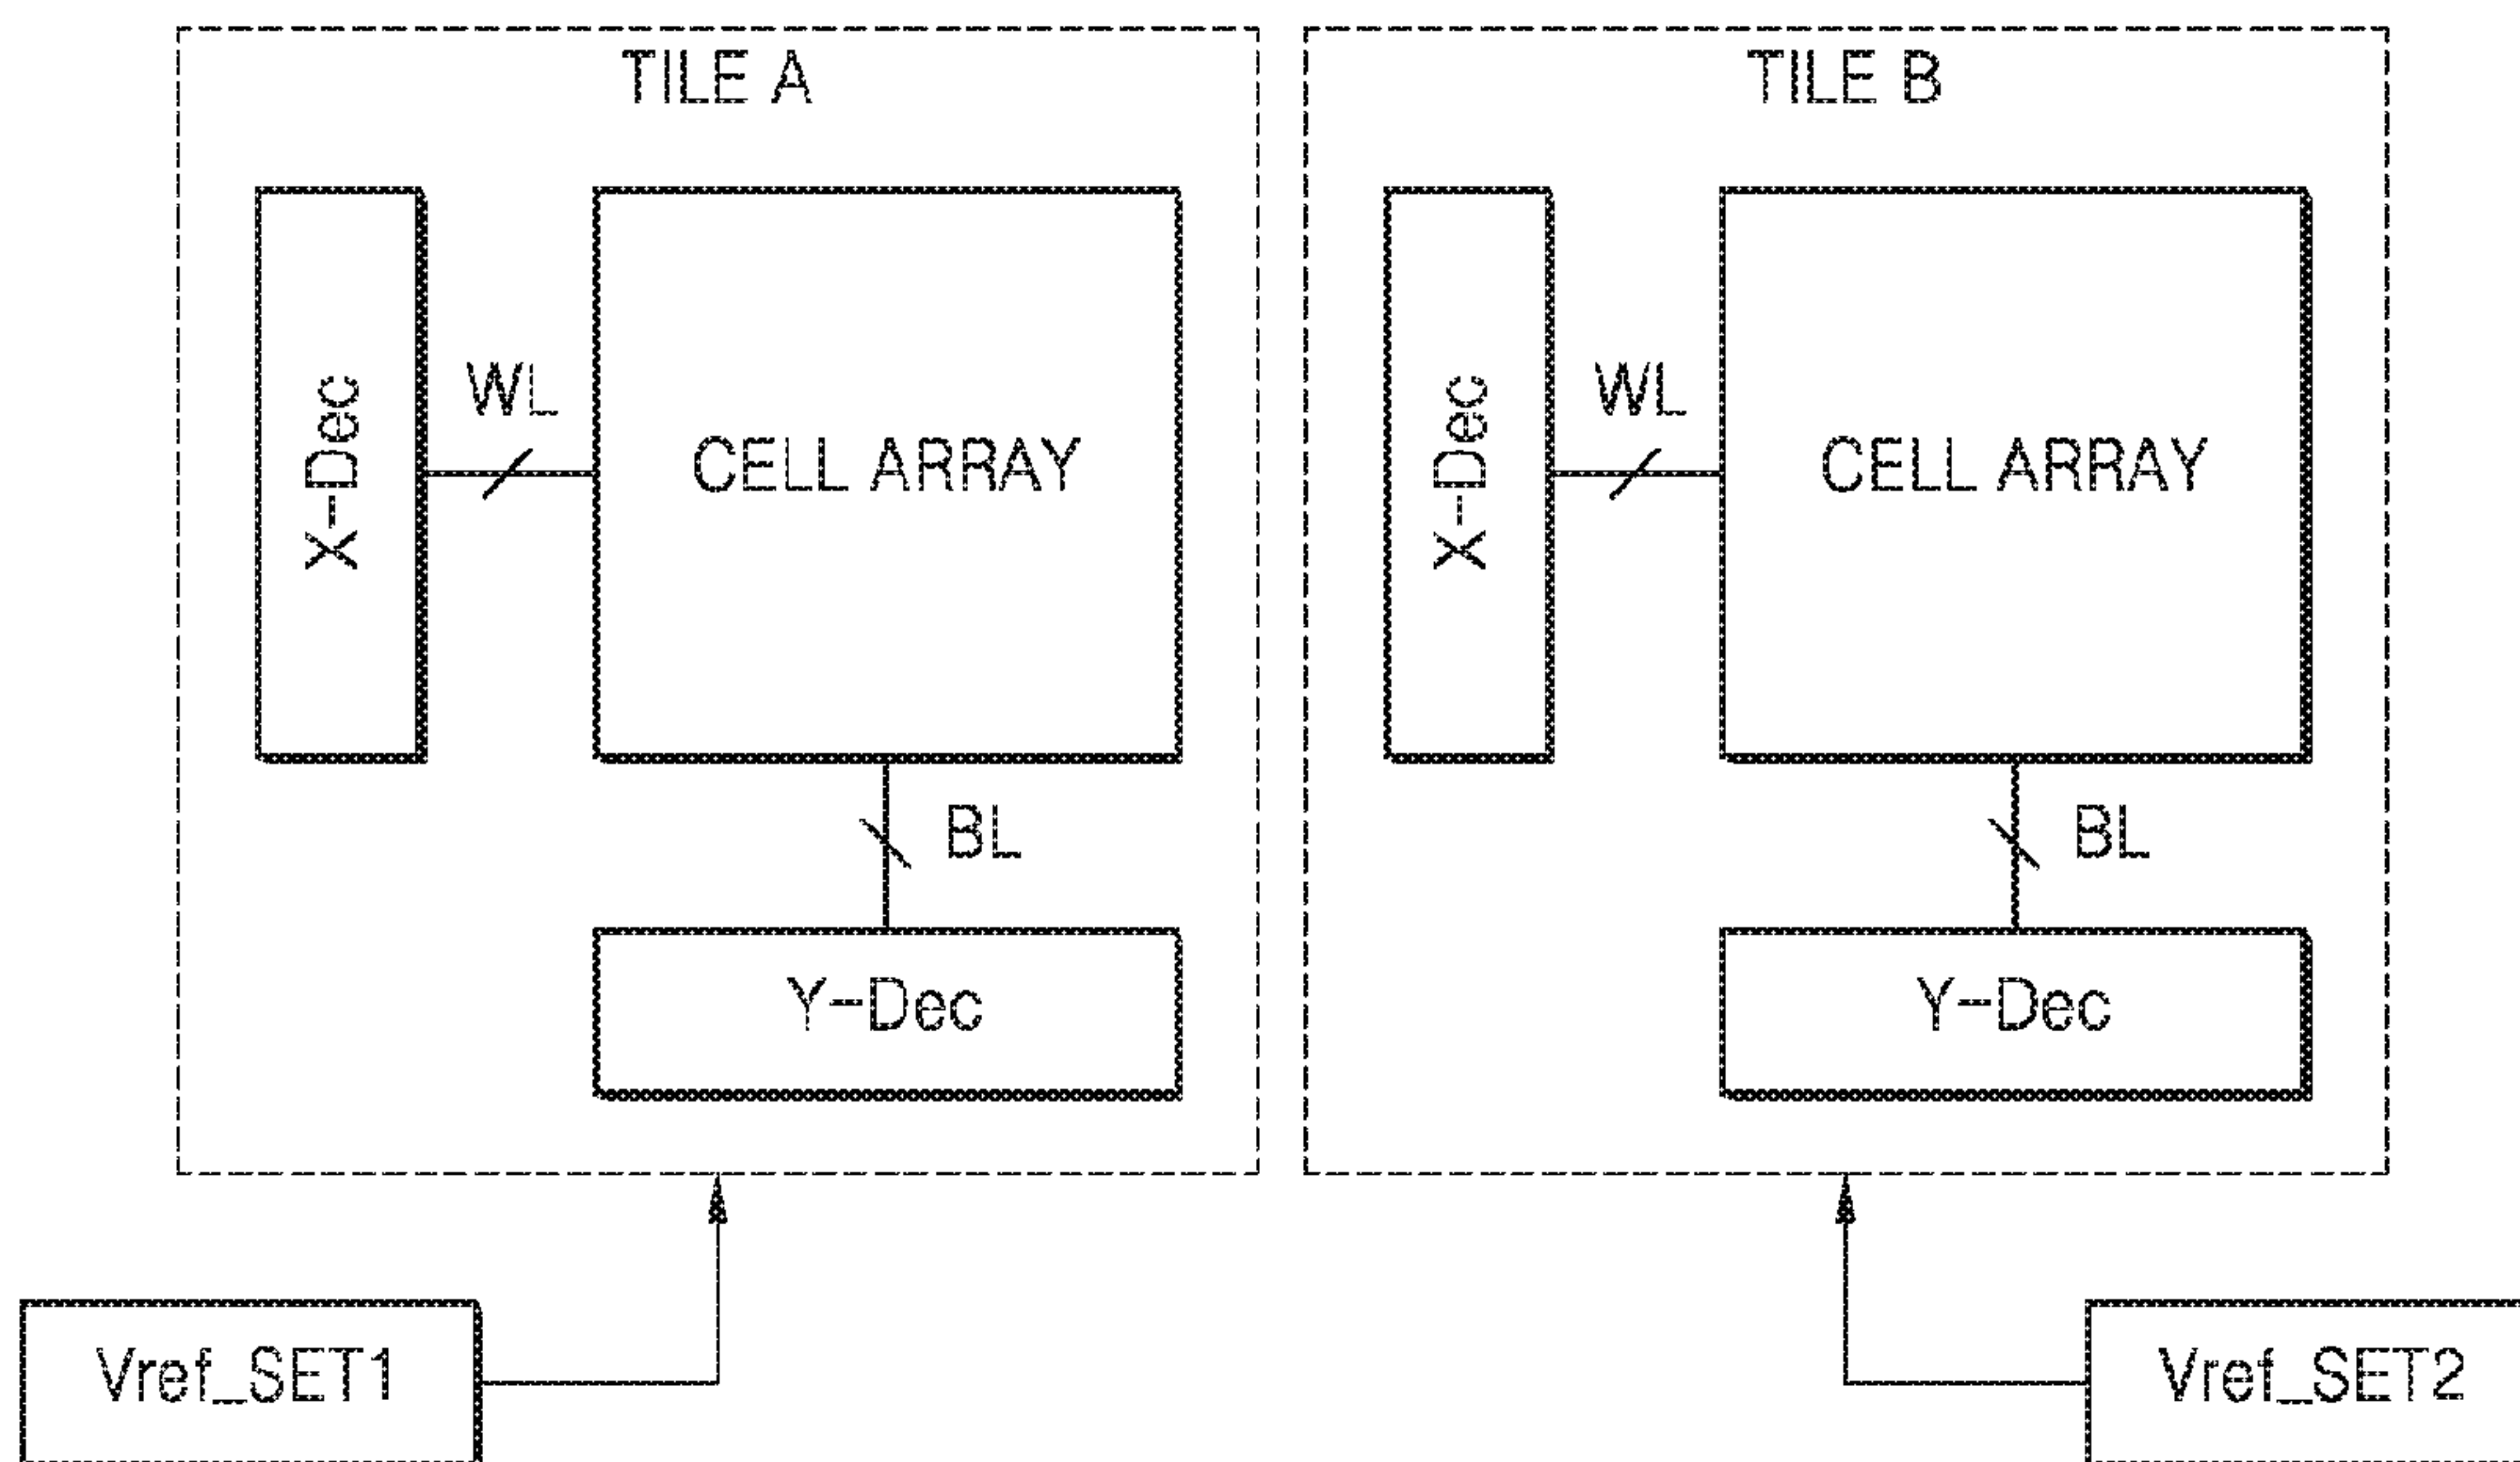 TILE A
TILE B
X-Dec
WL
CELL ARRAY
BL
Y-Dec
X-Dec
WL
CELL ARRAY
BL
Y-Dec
Vref_SET1
Vref_SET2